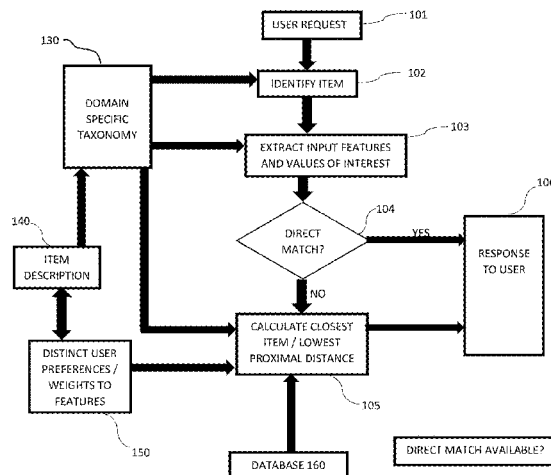 101
USER REQUEST
130
102
IDENTIFY ITEM
DOMAIN
SPECIFIC
TAXONOMY
103
EXTRACT INPUT FEATURES
AND VALUES OF INTEREST
106
104
140
DIRECT
MATCH?
YES
RESPONSE
TO USER
ITEM
DESCRIPTION
NO
CALCULATE CLOSEST
ITEM / LOWEST
PROXIMAL DISTANCE
DISTINCT USER
PREFERENCES /
WEIGHTS TO
FEATURES
105
150
DATABASE 160
DIRECT MATCH AVAILABLE?